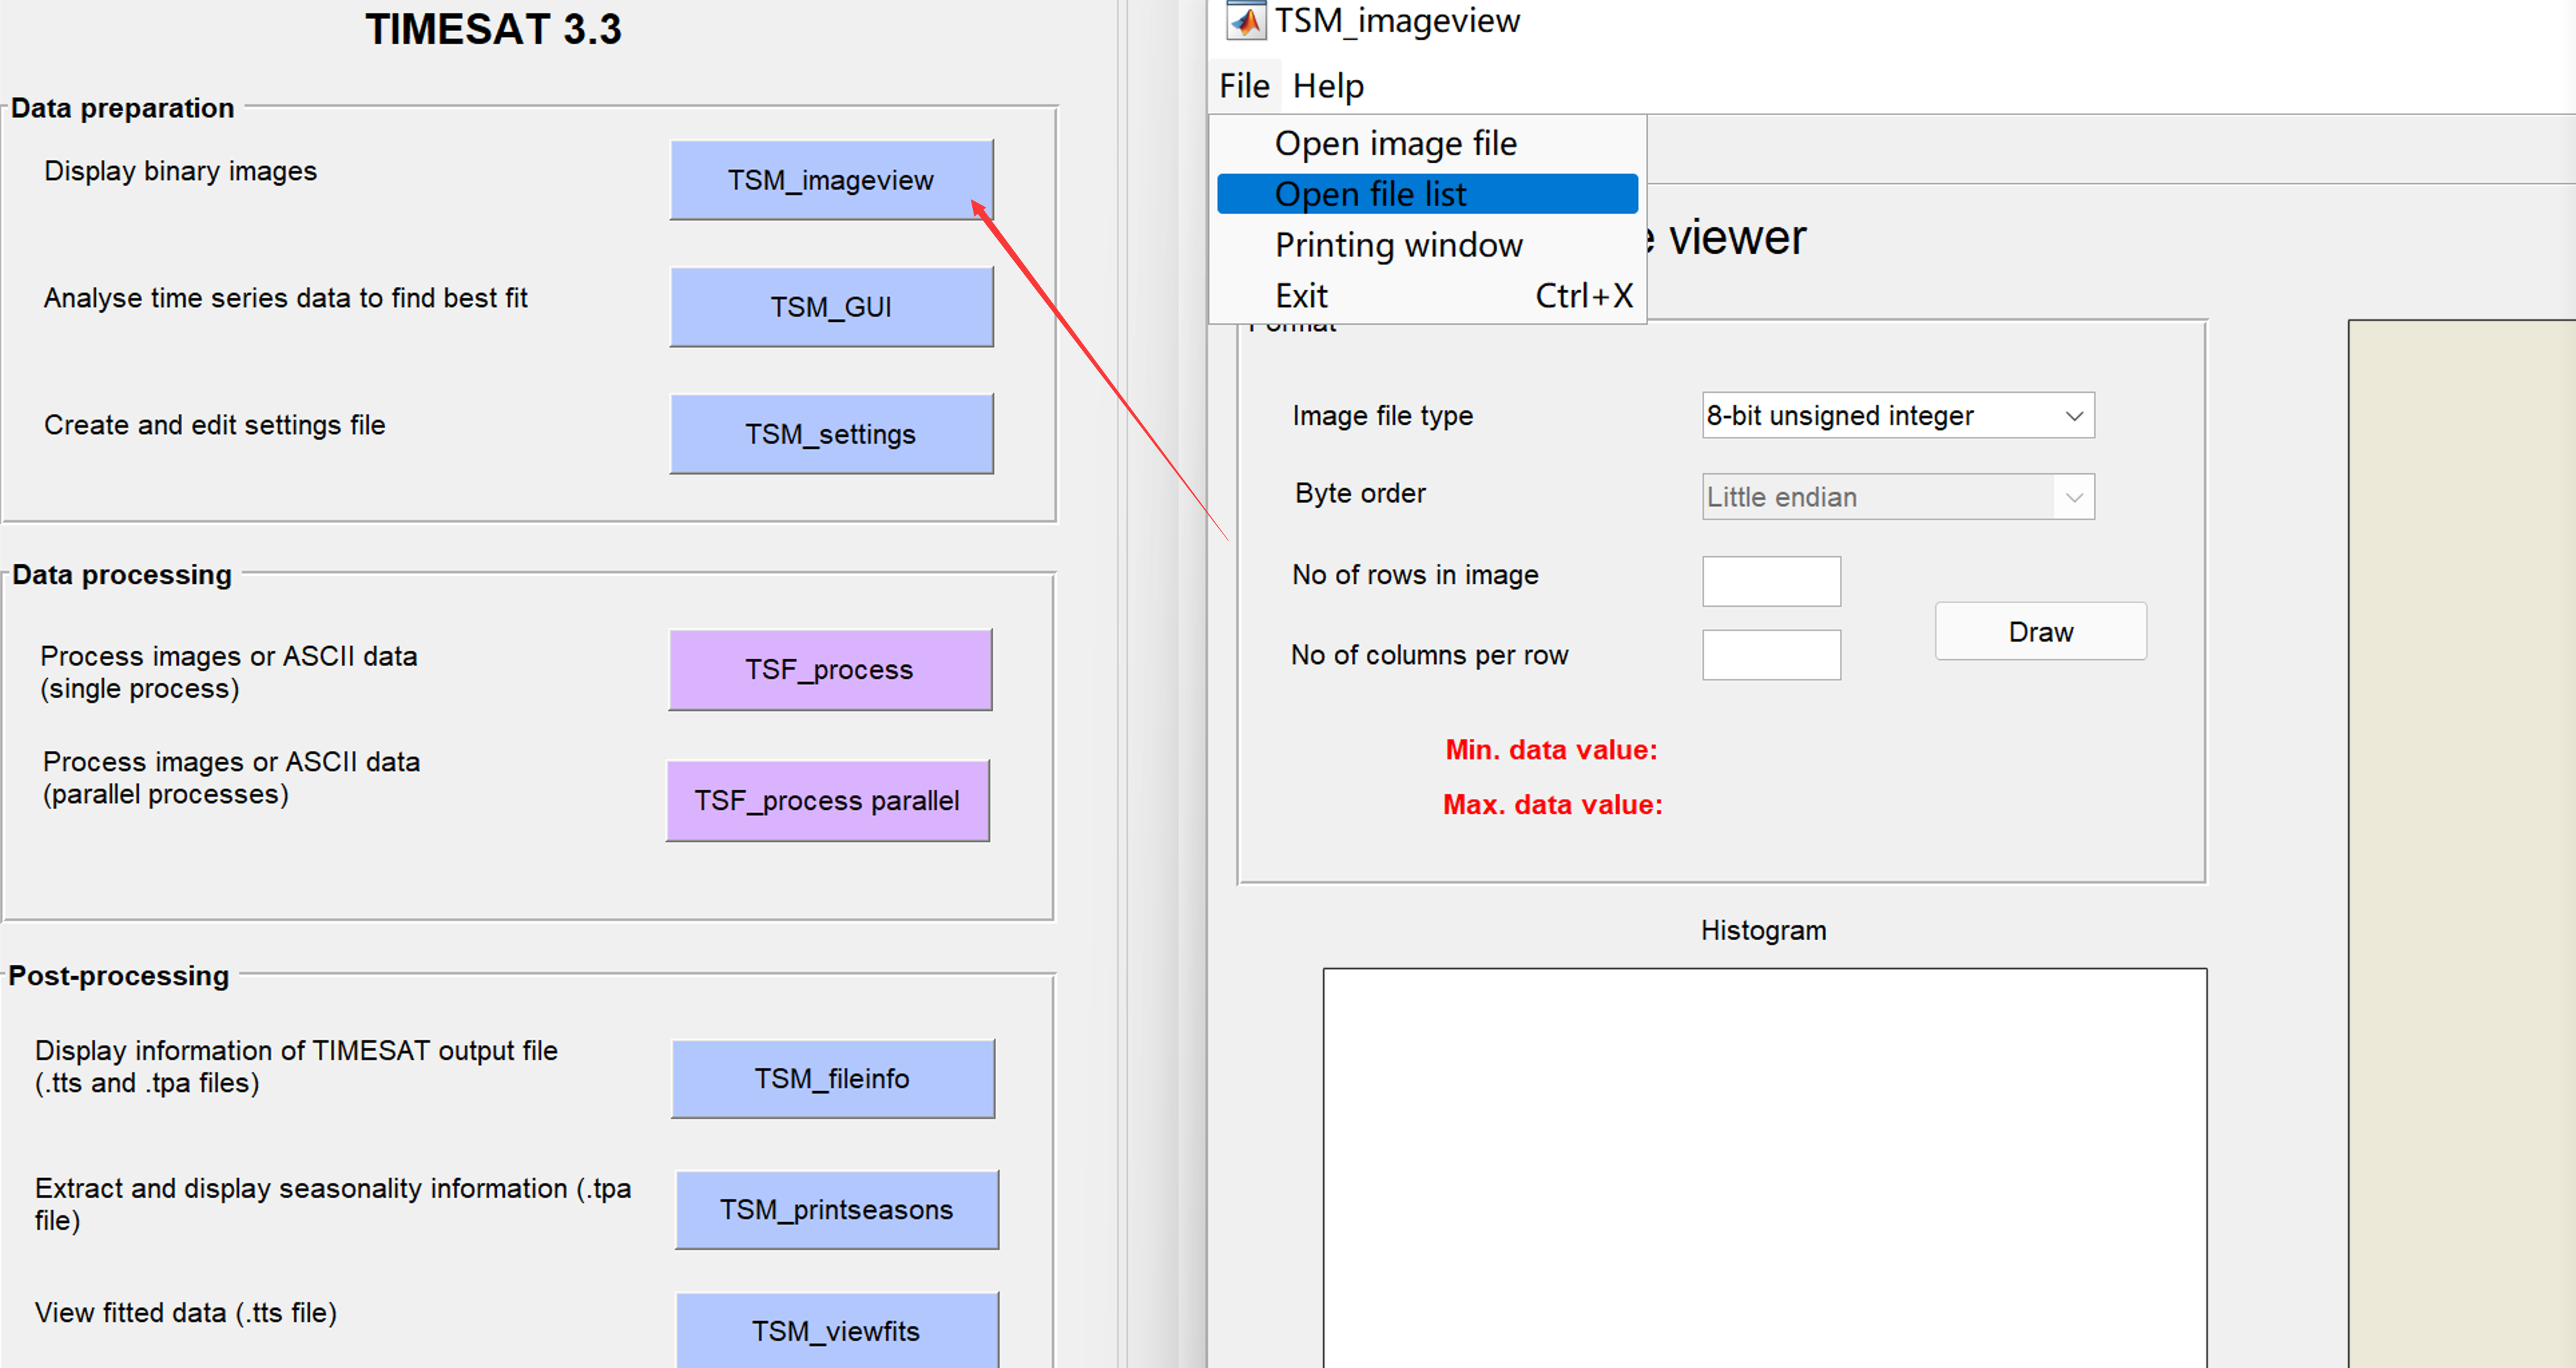 TIMESAT 3.3
Data preparation
Display binary images
TSM_imageview
Analyse time series data to find best fit
TSM_GUI
Create and edit settings file
TSM_settings
Data processing
Process images or ASCII data
(single process)
TSF_process
Process images or ASCII data
(parallel processes)
TSF_process parallel
Post-processing
Display information of TIMESAT output file
(.tts and .tpa files)
TSM_fileinfo
Extract and display seasonality information (.tpa
file)
TSM_printseasons
View fitted data (.tts file)
TSM_viewfits
TSM_imageview
File Help
Open image file
Open file list
Printing window
Exit Ctrl+X
viewer
Format
Image file type
8-bit unsigned integer
Byte order
Little endian
No of rows in image
No of columns per row
Draw
Min. data value:
Max. data value:
Histogram